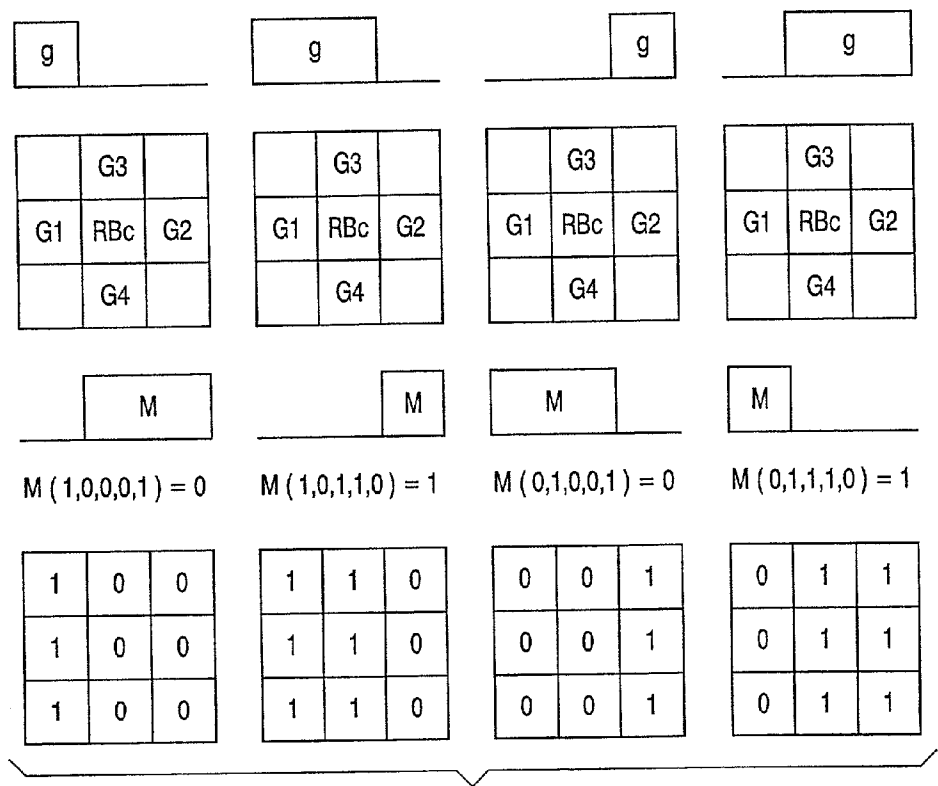 g g g g
G3 G3 G3 G3
G1 RBc G2 G1 RBc G2 G1 RBc G2 G1 RBc G2
G4 G4 G4 G4
M M M M
M ( 1,0,0,0,1 ) = 0 M ( 1,0,1,1,0 ) = 1 M ( 0,1,0,0,1 ) = 0 M ( 0,1,1,1,0 ) = 1
1 0 0 1 1 0 0 0 1 0 1 1
1 0 0 1 1 0 0 0 1 0 1 1
1 0 0 1 1 0 0 0 1 0 1 1